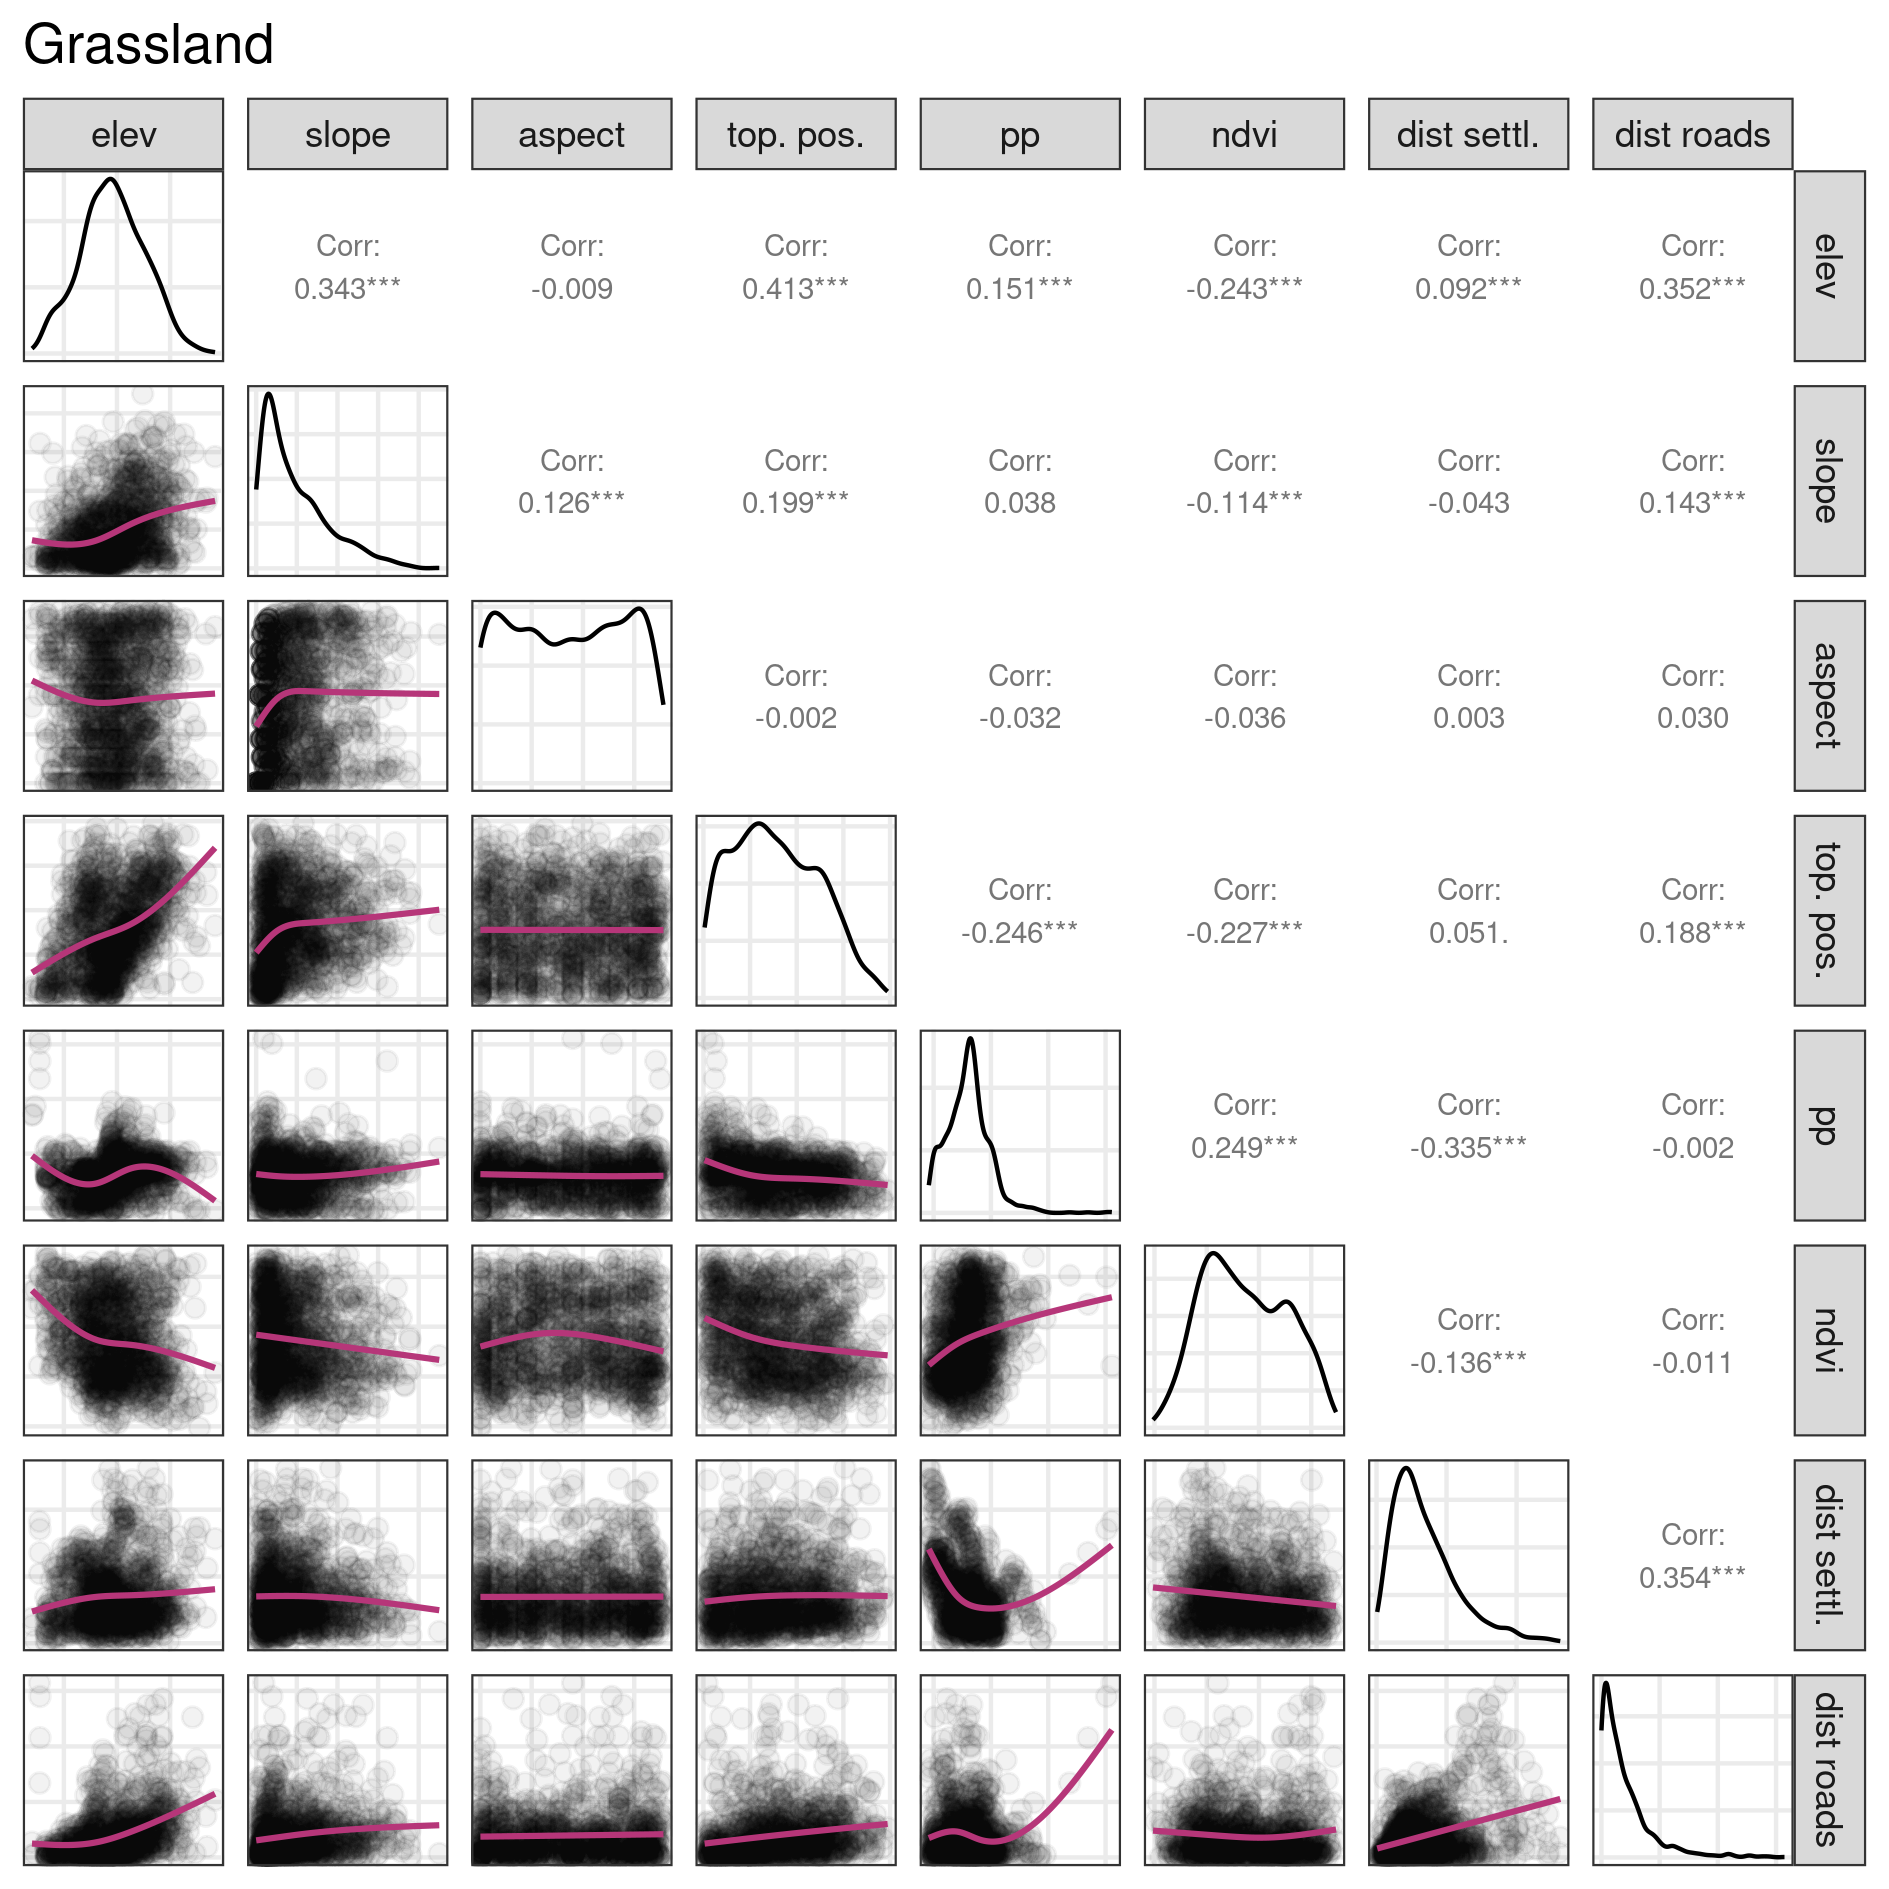 Grassland
elev slope aspect top. pos. pp ndvi dist settl. dist roads
Corr: Corr: Corr: Corr: Corr: Corr: Corr:
0.343*** -0.009 0.413*** 0.151*** -0.243*** 0.092*** 0.352***
elev
Corr: Corr: Corr: Corr: Corr: Corr:
0.126*** 0.199*** 0.038 -0.114*** -0.043 0.143***
slope
Corr: Corr: Corr: Corr: Corr:
-0.002 -0.032 -0.036 0.003 0.030
aspect
Corr: Corr: Corr: Corr:
-0.246*** -0.227*** 0.051. 0.188***
top. pos.
Corr: Corr: Corr:
0.249*** -0.335*** -0.002
pp
Corr: Corr:
-0.136*** -0.011
ndvi
Corr:
0.354***
dist settl.
dist roads